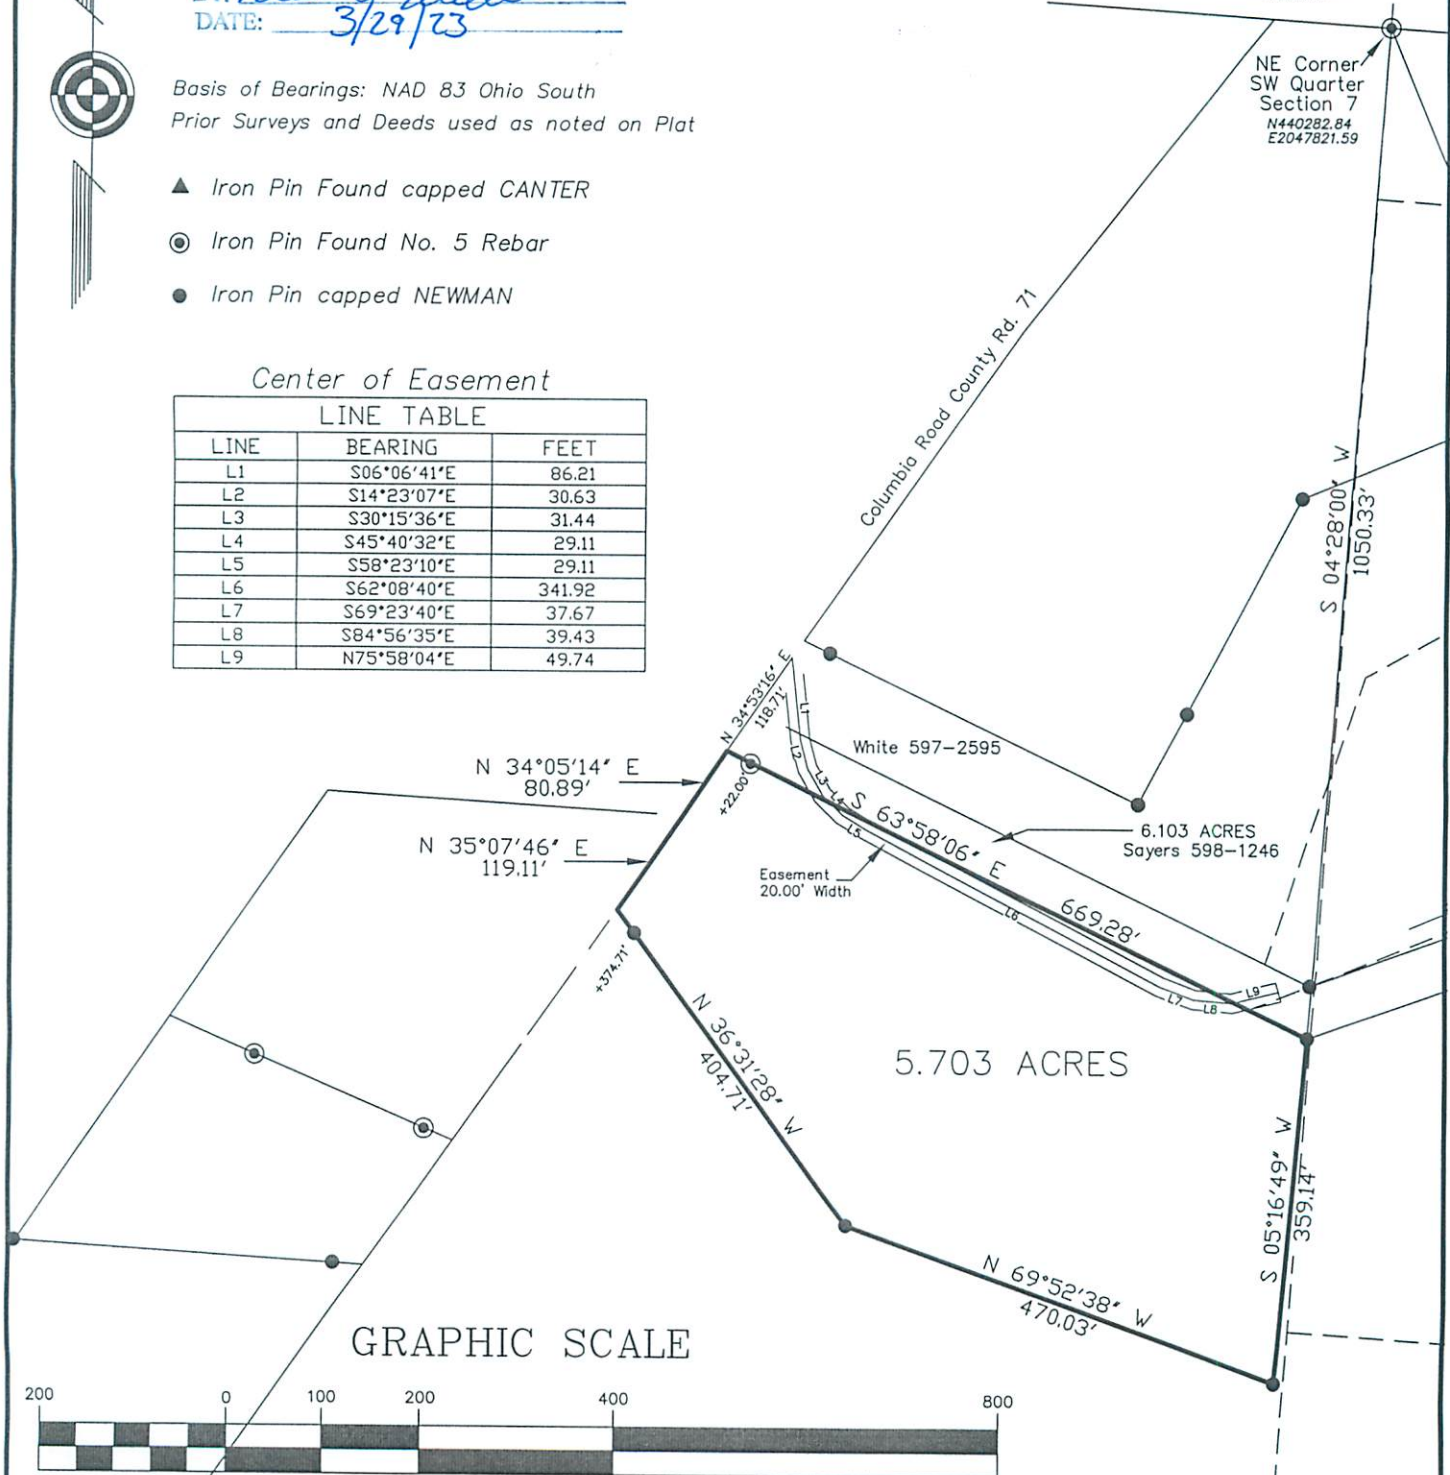 DATE: 3/29/23
Basis of Bearings: NAD 83 Ohio South
Prior Surveys and Deeds used as noted on Plat
Iron Pin Found capped CANTER
Iron Pin Found No. 5 Rebar
Iron Pin capped NEWMAN
Center of Easement
LINE TABLE
LINE BEARING FEET
L1 S06°06'41"E 86.21
L2 S14°23'07"E 30.63
L3 S30°15'36"E 31.44
L4 S45°40'32"E 29.11
L5 S58°23'10"E 29.11
L6 S62°08'40"E 341.92
L7 S69°23'40"E 37.67
L8 S84°56'35"E 39.43
L9 N75°58'04"E 49.74
NE Corner
SW Quarter
Section 7
N440282.84
E2047821.59
Columbia Road County Rd. 71
S 04°28'00" W
1050.33'
N 34°53'16" E
118.71'
L1
L2
L3
L4
L5
L6
L7
L8
L9
White 597-2595
N 34°05'14" E
80.89'
+22.00'
N 35°07'46" E
119.11'
S 63°58'06" E
669.28'
6.103 ACRES
Sayers 598-1246
Easement
20.00' Width
+374.71'
N 36°31'28" W
404.71'
5.703 ACRES
S 05°16'49" W
359.14'
N 69°52'38" W
470.03'
GRAPHIC SCALE
200 0 100 200 400 800